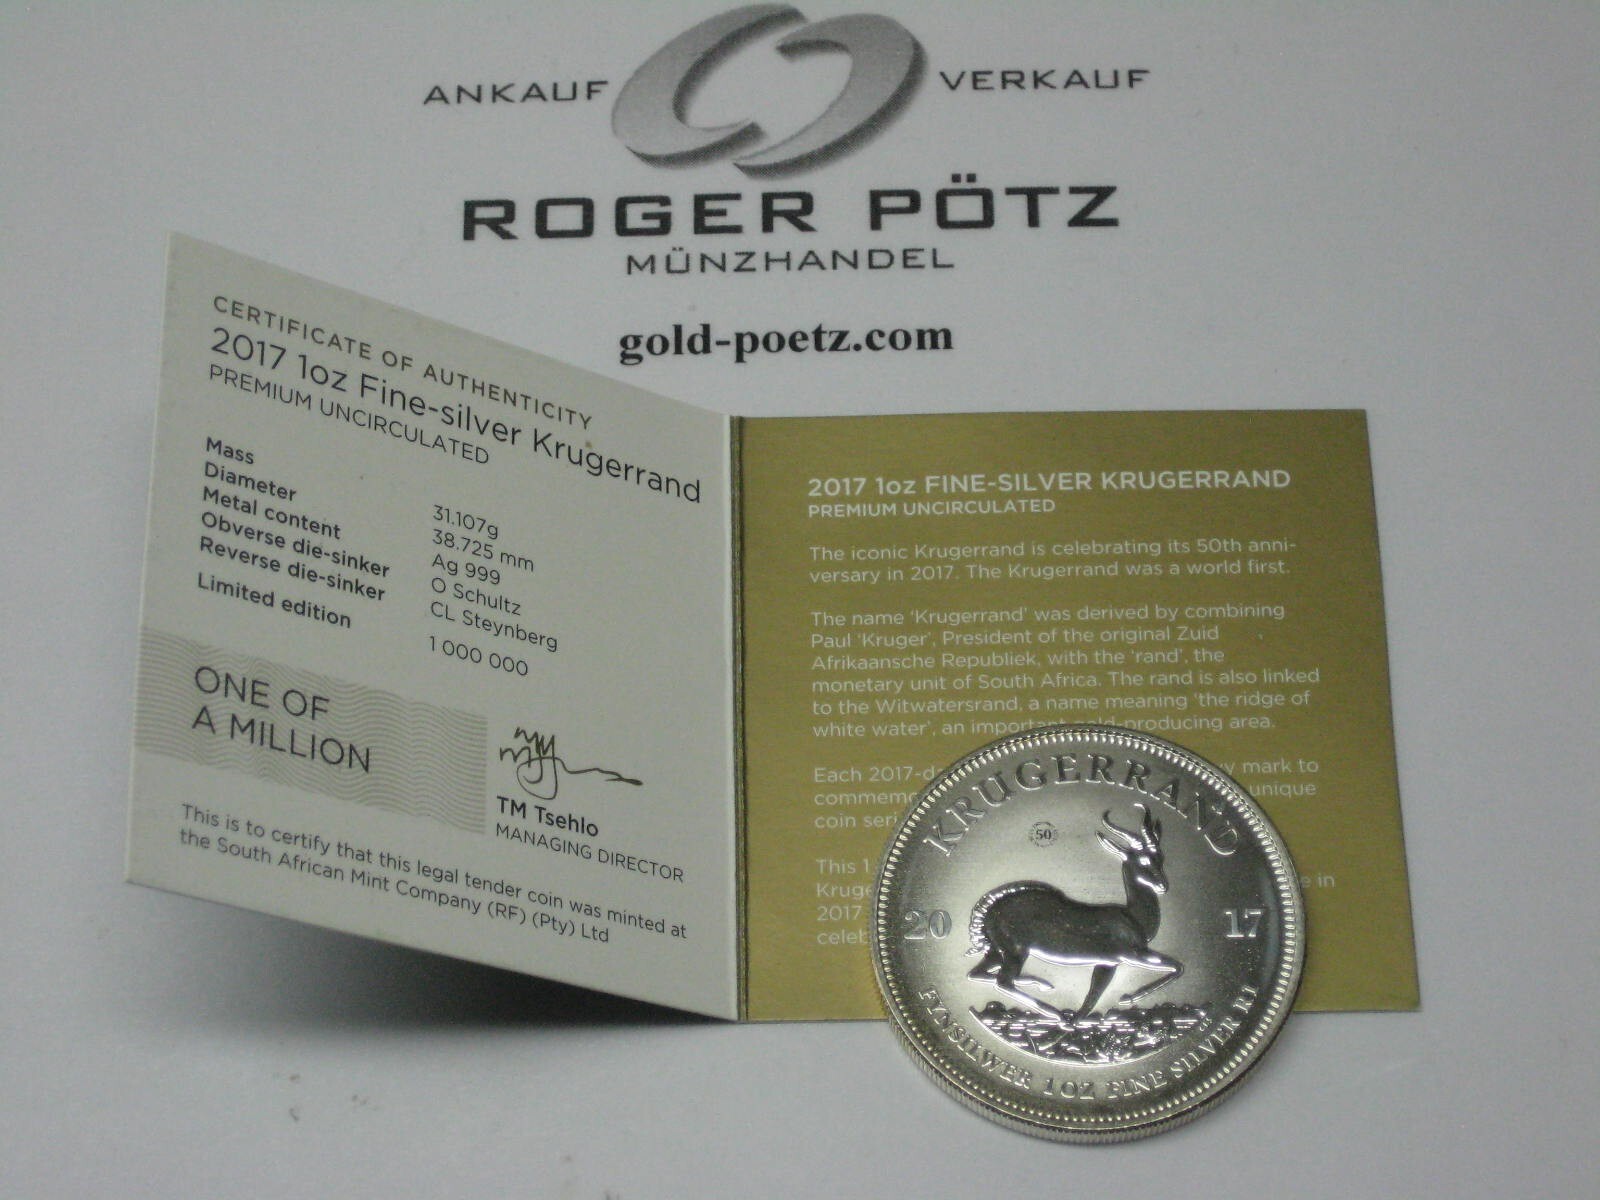 ANKAUF VERKAUF
ROGER PÖTZ
MÜNZHANDEL
gold-poetz.com
CERTIFICATE OF AUTHENTICITY
2017 1oz Fine-silver Krugerrand
PREMIUM UNCIRCULATED
Mass 31.107g
Diameter 38.725 mm
Metal content Ag 999
Obverse die-sinker O Schultz
Reverse die-sinker CL Steynberg
Limited edition 1 000 000
ONE OF
A MILLION
TM Tsehlo
MANAGING DIRECTOR
This is to certify that this legal tender coin was minted at
the South African Mint Company (RF) (Pty) Ltd
2017 1oz FINE-SILVER KRUGERRAND
PREMIUM UNCIRCULATED
The iconic Krugerrand is celebrating its 50th anni-
versary in 2017. The Krugerrand was a world first.
The name 'Krugerrand' was derived by combining
Paul 'Kruger', President of the original Zuid
Afrikaansche Republiek, with the 'rand', the
monetary unit of South Africa. The rand is also linked
to the Witwatersrand, a name meaning 'the ridge of
white water', an important gold-producing area.
Each 2017-d mark to
unique
coin
This 1
in
2017
KRUGERRAND
50
20 17
FYNSILWER 1OZ FINE SILVER R1